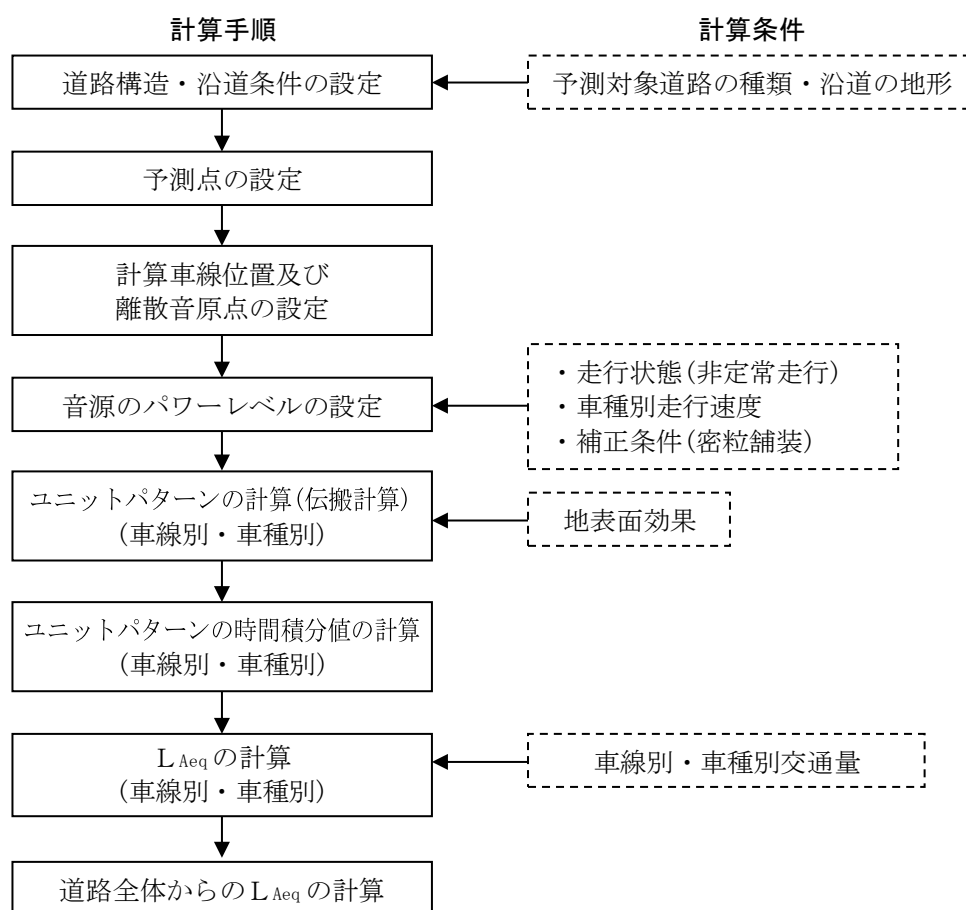 計算手順
計算条件
道路構造・沿道条件の設定
予測対象道路の種類・沿道の地形
予測点の設定
計算車線位置及び
離散音原点の設定
音源のパワーレベルの設定
・走行状態(非定常走行)
・車種別走行速度
・補正条件(密粒舗装)
ユニットパターンの計算(伝搬計算)
(車線別・車種別)
地表面効果
ユニットパターンの時間積分値の計算
(車線別・車種別)
LAeqの計算
(車線別・車種別)
車線別・車種別交通量
道路全体からのLAeqの計算